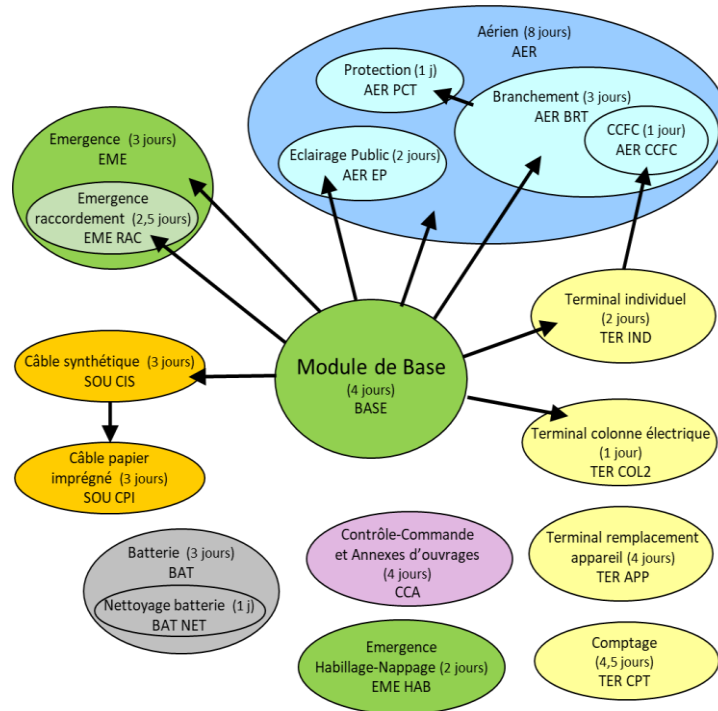 Aérien (8 jours)
AER
Protection (1 j)
AER PCT
Branchement (3 jours)
AER BRT
CCFC (1 jour)
AER CCFC
Eclairage Public (2 jours)
AER EP
Emergence (3 jours)
EME
Emergence
raccordement (2,5 jours)
EME RAC
Module de Base
(4 jours)
BASE
Terminal individuel
(2 jours)
TER IND
Câble synthétique (3 jours)
SOU CIS
Terminal colonne électrique
(1 jour)
TER COL2
Câble papier
imprégné (3 jours)
SOU CPI
Batterie (3 jours)
BAT
Nettoyage batterie (1 j)
BAT NET
Contrôle-Commande
et Annexes d'ouvrages
(4 jours)
CCA
Terminal remplacement
appareil (4 jours)
TER APP
Emergence
Habillage-Nappage (2 jours)
EME HAB
Comptage
(4,5 jours)
TER CPT